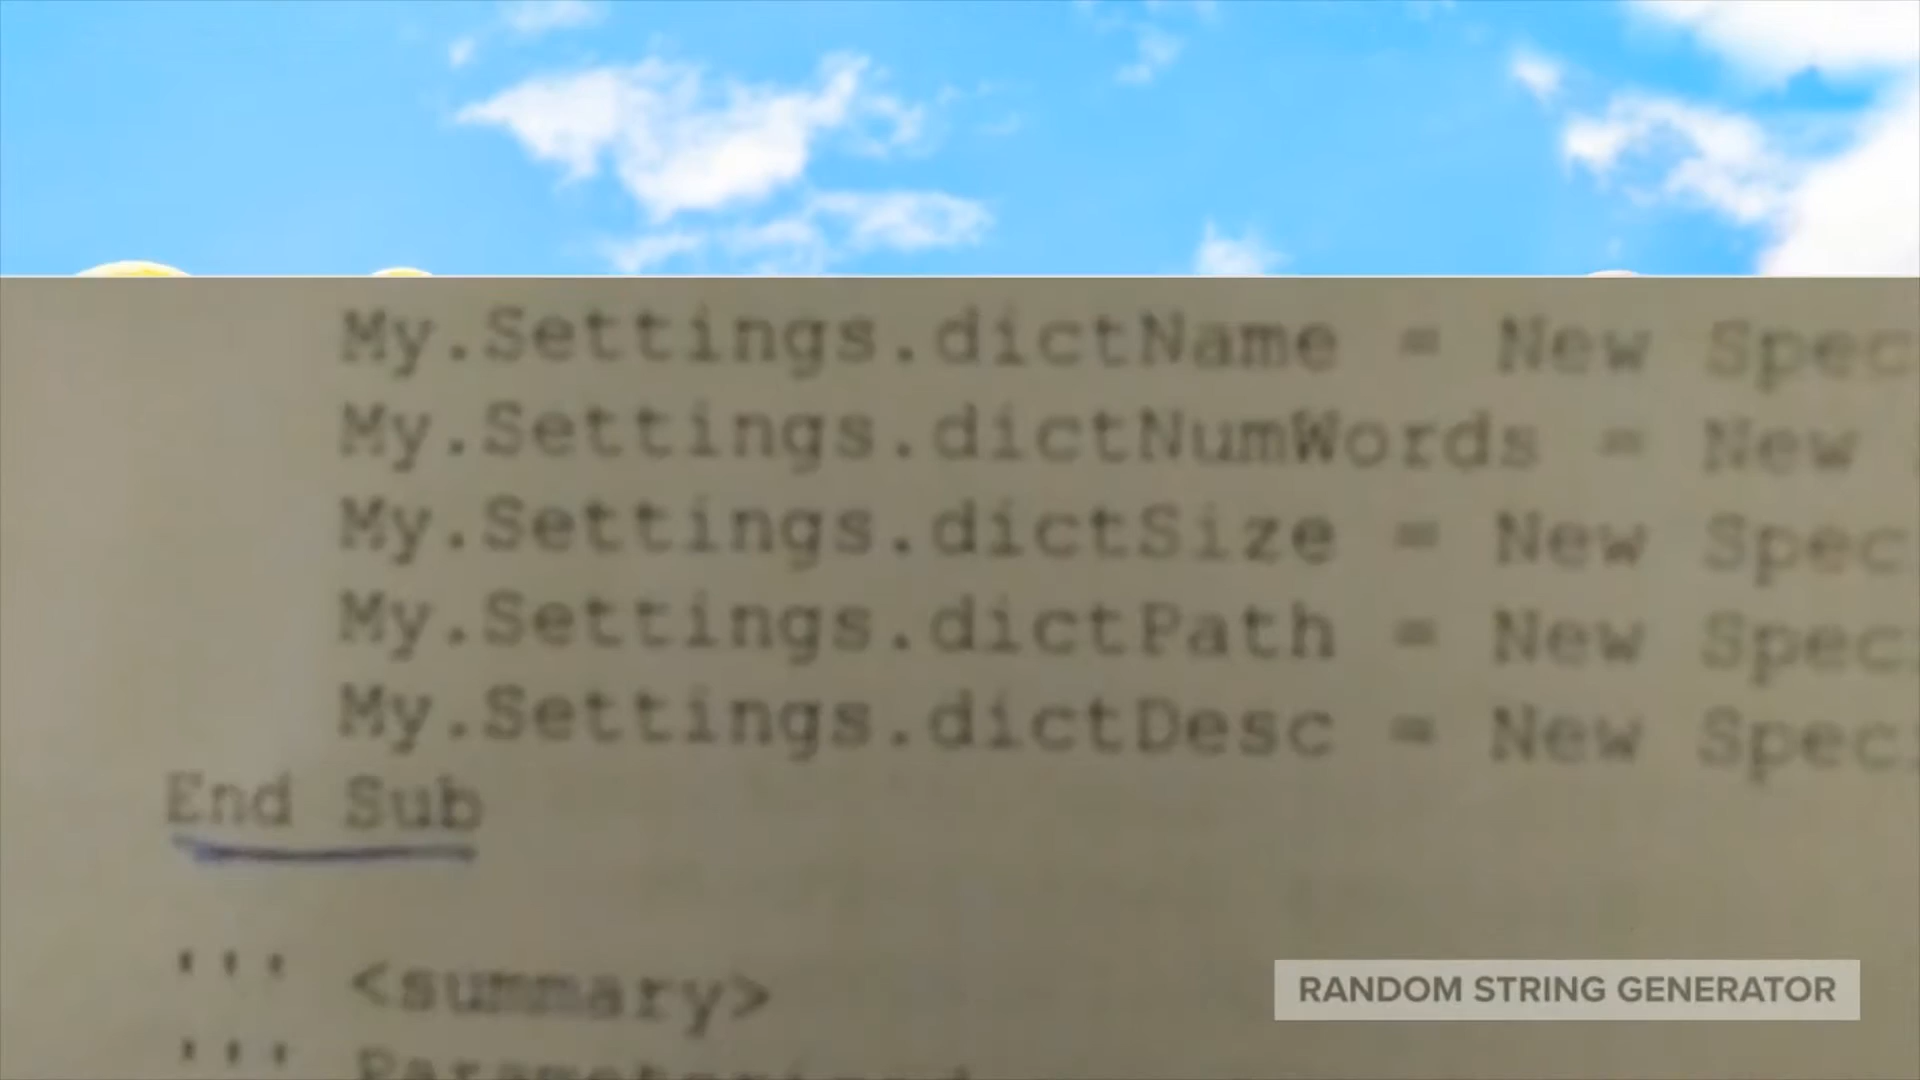 My.Settings.dictName = New Spec
My.Settings.dictNumWords = New
My.Settings.dictSize = New Spec
My.Settings.dictPath = New Spec
My.Settings.dictDesc = New Spec
End Sub
''' <summary>
''' Parameterized
RANDOM STRING GENERATOR